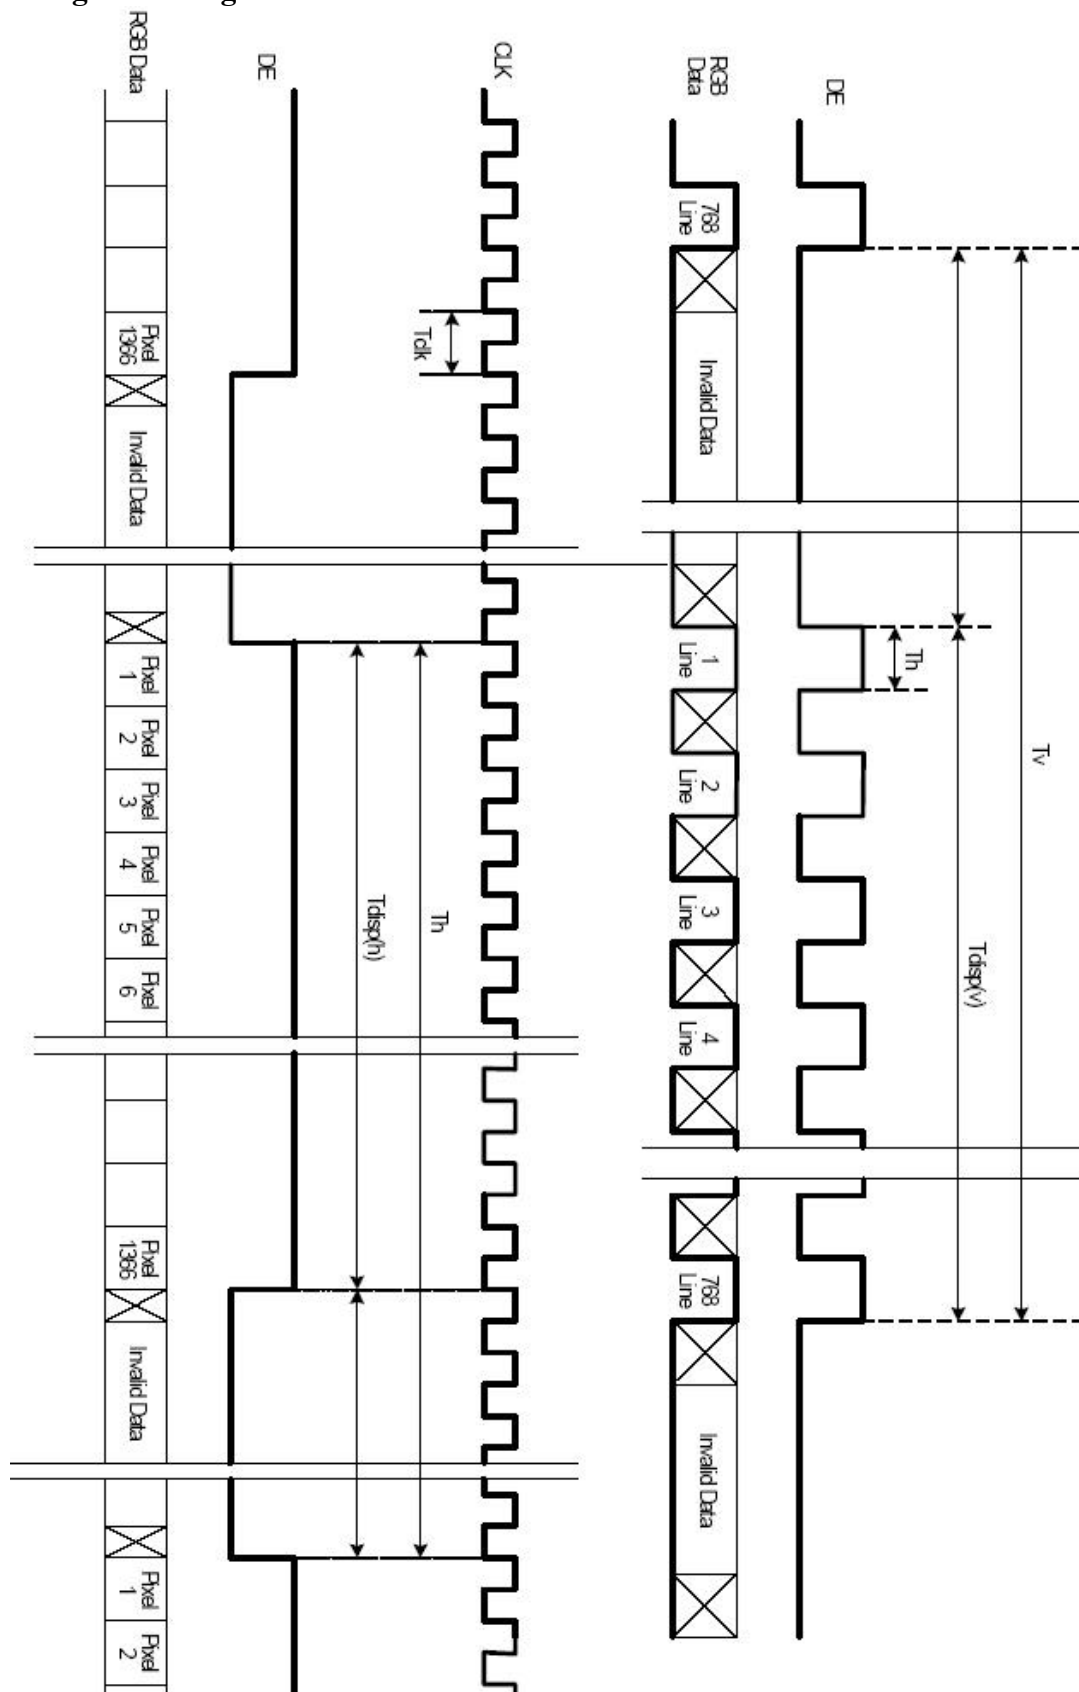 Tv
Tdisp(v)
Th
DE
RGB
Data
768
Line
Invalid Data
1
Line
2
Line
3
Line
4
Line
768
Line
Invalid Data
CLK
Tclk
Th
Tdisp(h)
DE
RGB Data
Pixel
1366
Invalid Data
Pixel
1
Pixel
2
Pixel
3
Pixel
4
Pixel
5
Pixel
6
Pixel
1366
Invalid Data
Pixel
1
Pixel
2